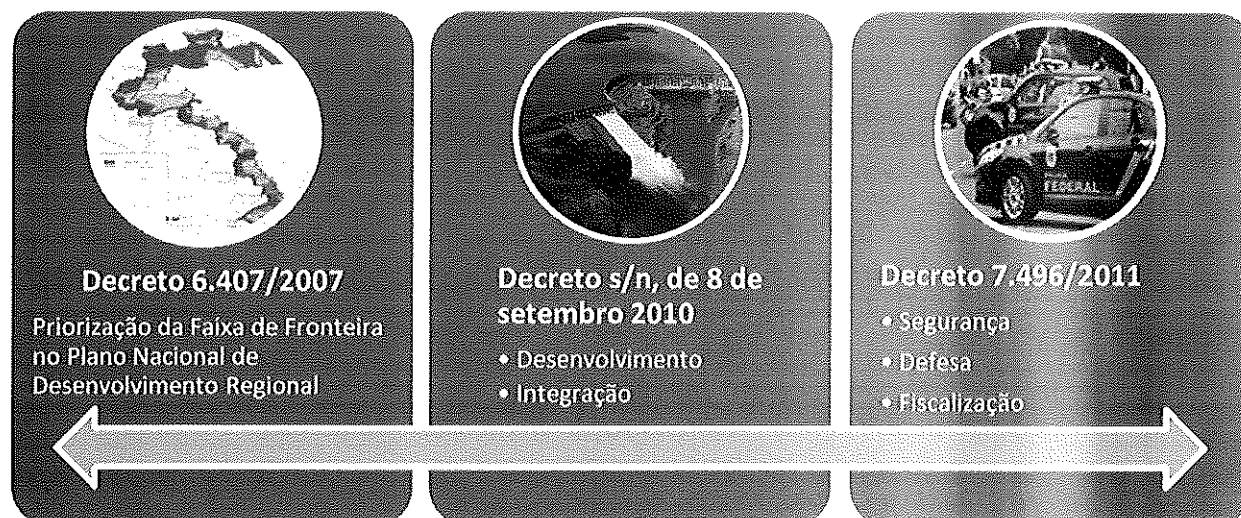 Decreto 6.407/2007
Priorização da Faixa de Fronteira
no Plano Nacional de
Desenvolvimento Regional
Decreto s/n, de 8 de
setembro 2010
• Desenvolvimento
• Integração
FEDERAL
Decreto 7.496/2011
• Segurança
• Defesa
• Fiscalização